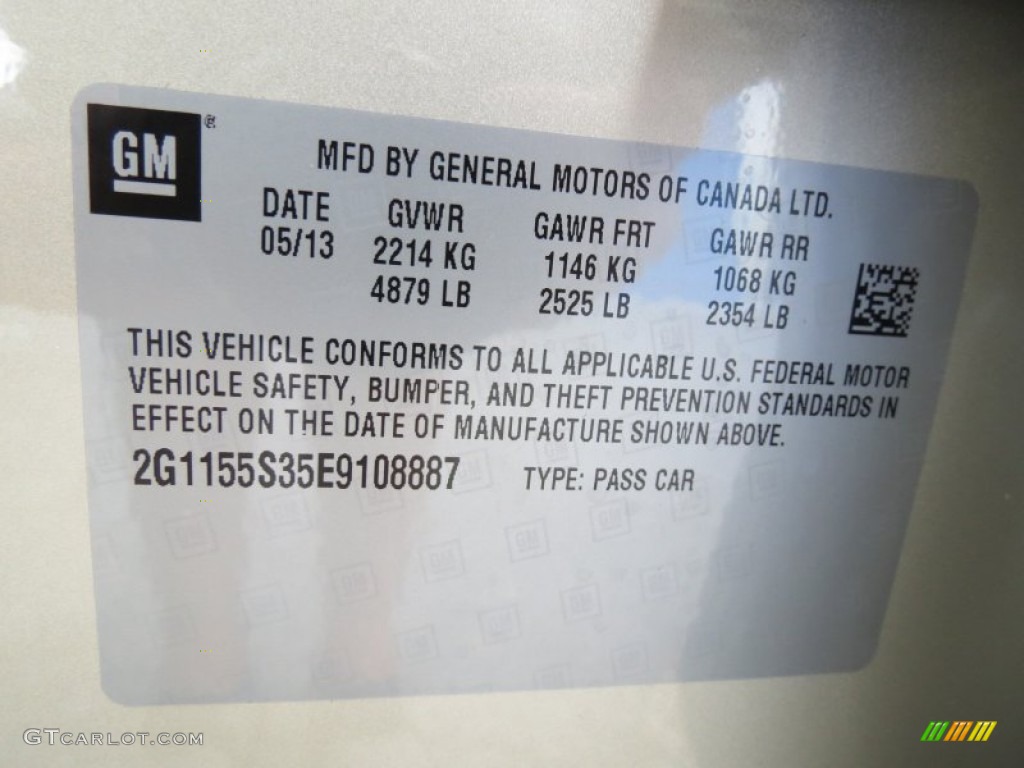 GM ®
MFD BY GENERAL MOTORS OF CANADA LTD.
DATE GVWR GAWR FRT GAWR RR
05/13 2214 KG 1146 KG 1068 KG
4879 LB 2525 LB 2354 LB
THIS VEHICLE CONFORMS TO ALL APPLICABLE U.S. FEDERAL MOTOR
VEHICLE SAFETY, BUMPER, AND THEFT PREVENTION STANDARDS IN
EFFECT ON THE DATE OF MANUFACTURE SHOWN ABOVE.
2G1155S35E9108887 TYPE: PASS CAR
GTCARLOT.COM